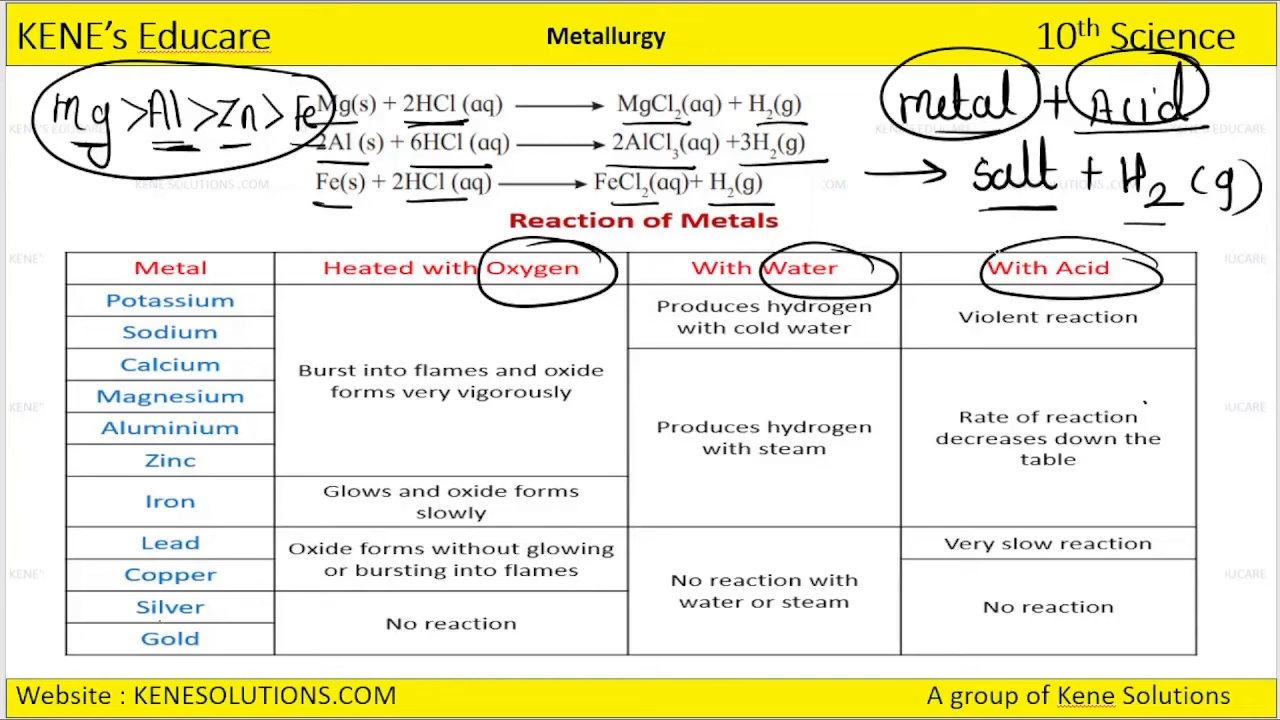 KENE's Educare
Metallurgy
10th Science
Mg > Al > Zn > Fe
Mg(s) + 2HCl (aq) ⟶ MgCl₂(aq) + H₂(g)
2Al (s) + 6HCl (aq) ⟶ 2AlCl₃(aq) +3H₂(g)
Fe(s) + 2HCl (aq) ⟶ FeCl₂(aq)+ H₂(g)
metal + Acid
→ salt + H₂ (g)
Reaction of Metals
Metal
Heated with Oxygen
With Water
With Acid
Potassium
Sodium
Calcium
Magnesium
Aluminium
Zinc
Iron
Lead
Copper
Silver
Gold
Burst into flames and oxide
forms very vigorously
Glows and oxide forms
slowly
Oxide forms without glowing
or bursting into flames
No reaction
Produces hydrogen
with cold water
Produces hydrogen
with steam
No reaction with
water or steam
Violent reaction
Rate of reaction
decreases down the
table
Very slow reaction
No reaction
Website : KENESOLUTIONS.COM
A group of Kene Solutions